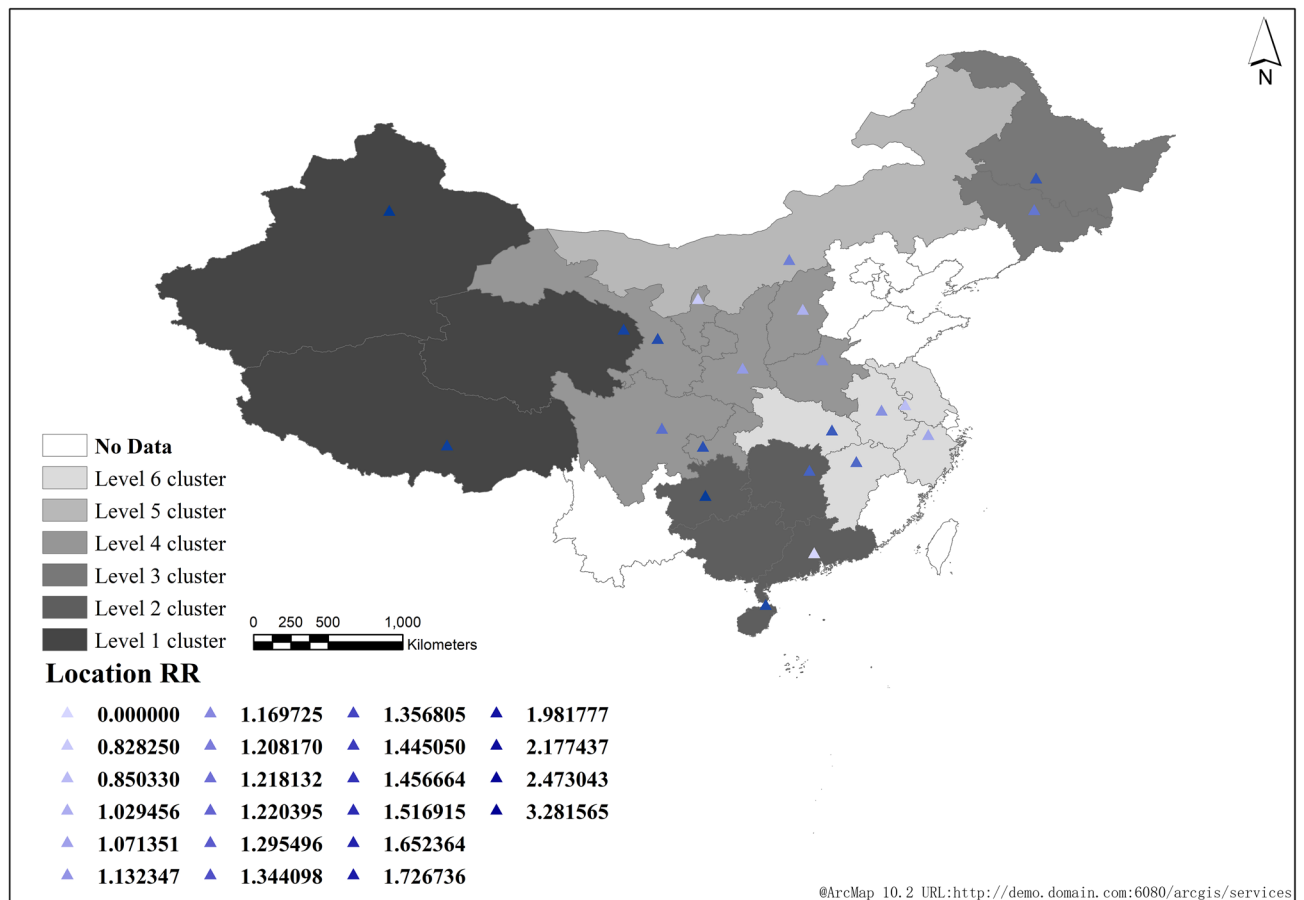 N
No Data
Level 6 cluster
Level 5 cluster
Level 4 cluster
Level 3 cluster
Level 2 cluster
Level 1 cluster
0 250 500 1,000
Kilometers
Location RR
0.000000 1.169725 1.356805 1.981777
0.828250 1.208170 1.445050 2.177437
0.850330 1.218132 1.456664 2.473043
1.029456 1.220395 1.516915 3.281565
1.071351 1.295496 1.652364
1.132347 1.344098 1.726736
@ArcMap 10.2 URL:http://demo.domain.com:6080/arcgis/services